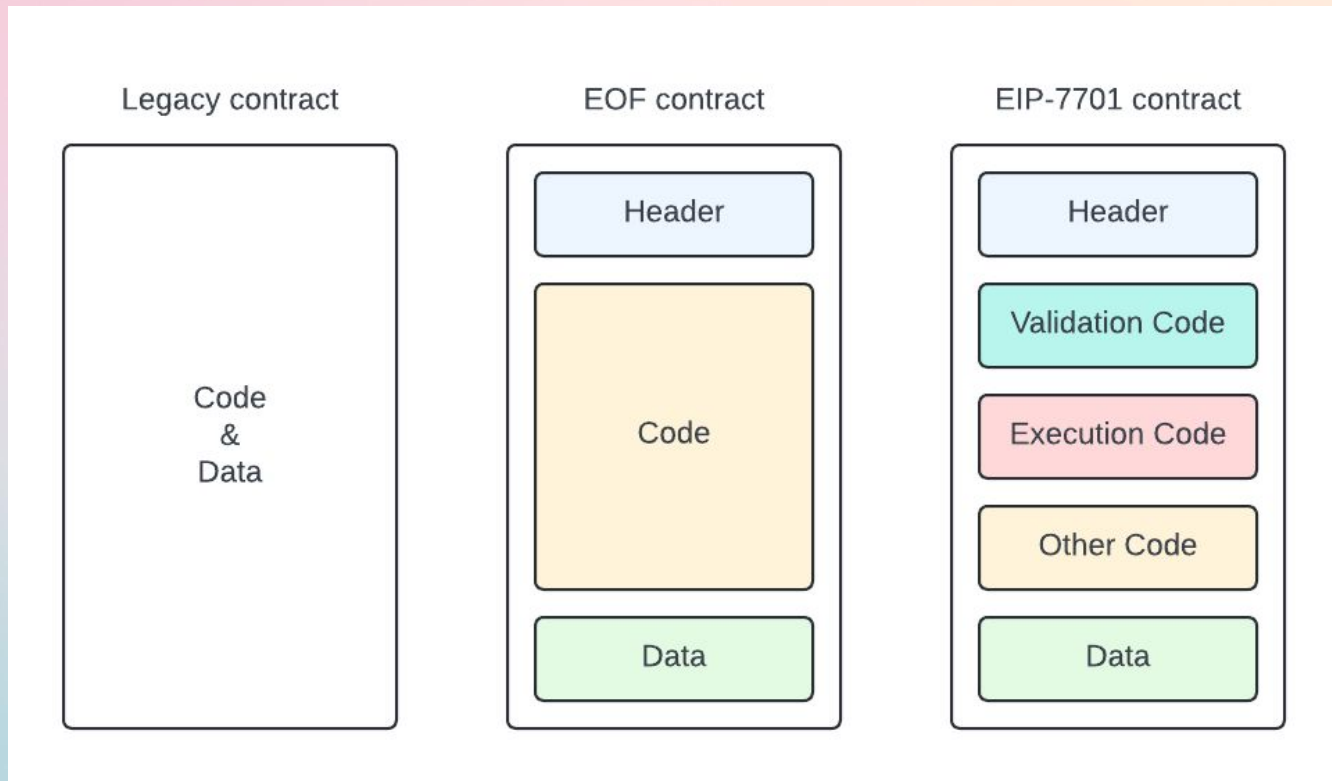 Legacy contract
Code
&
Data
EOF contract
Header
Code
Data
EIP-7701 contract
Header
Validation Code
Execution Code
Other Code
Data